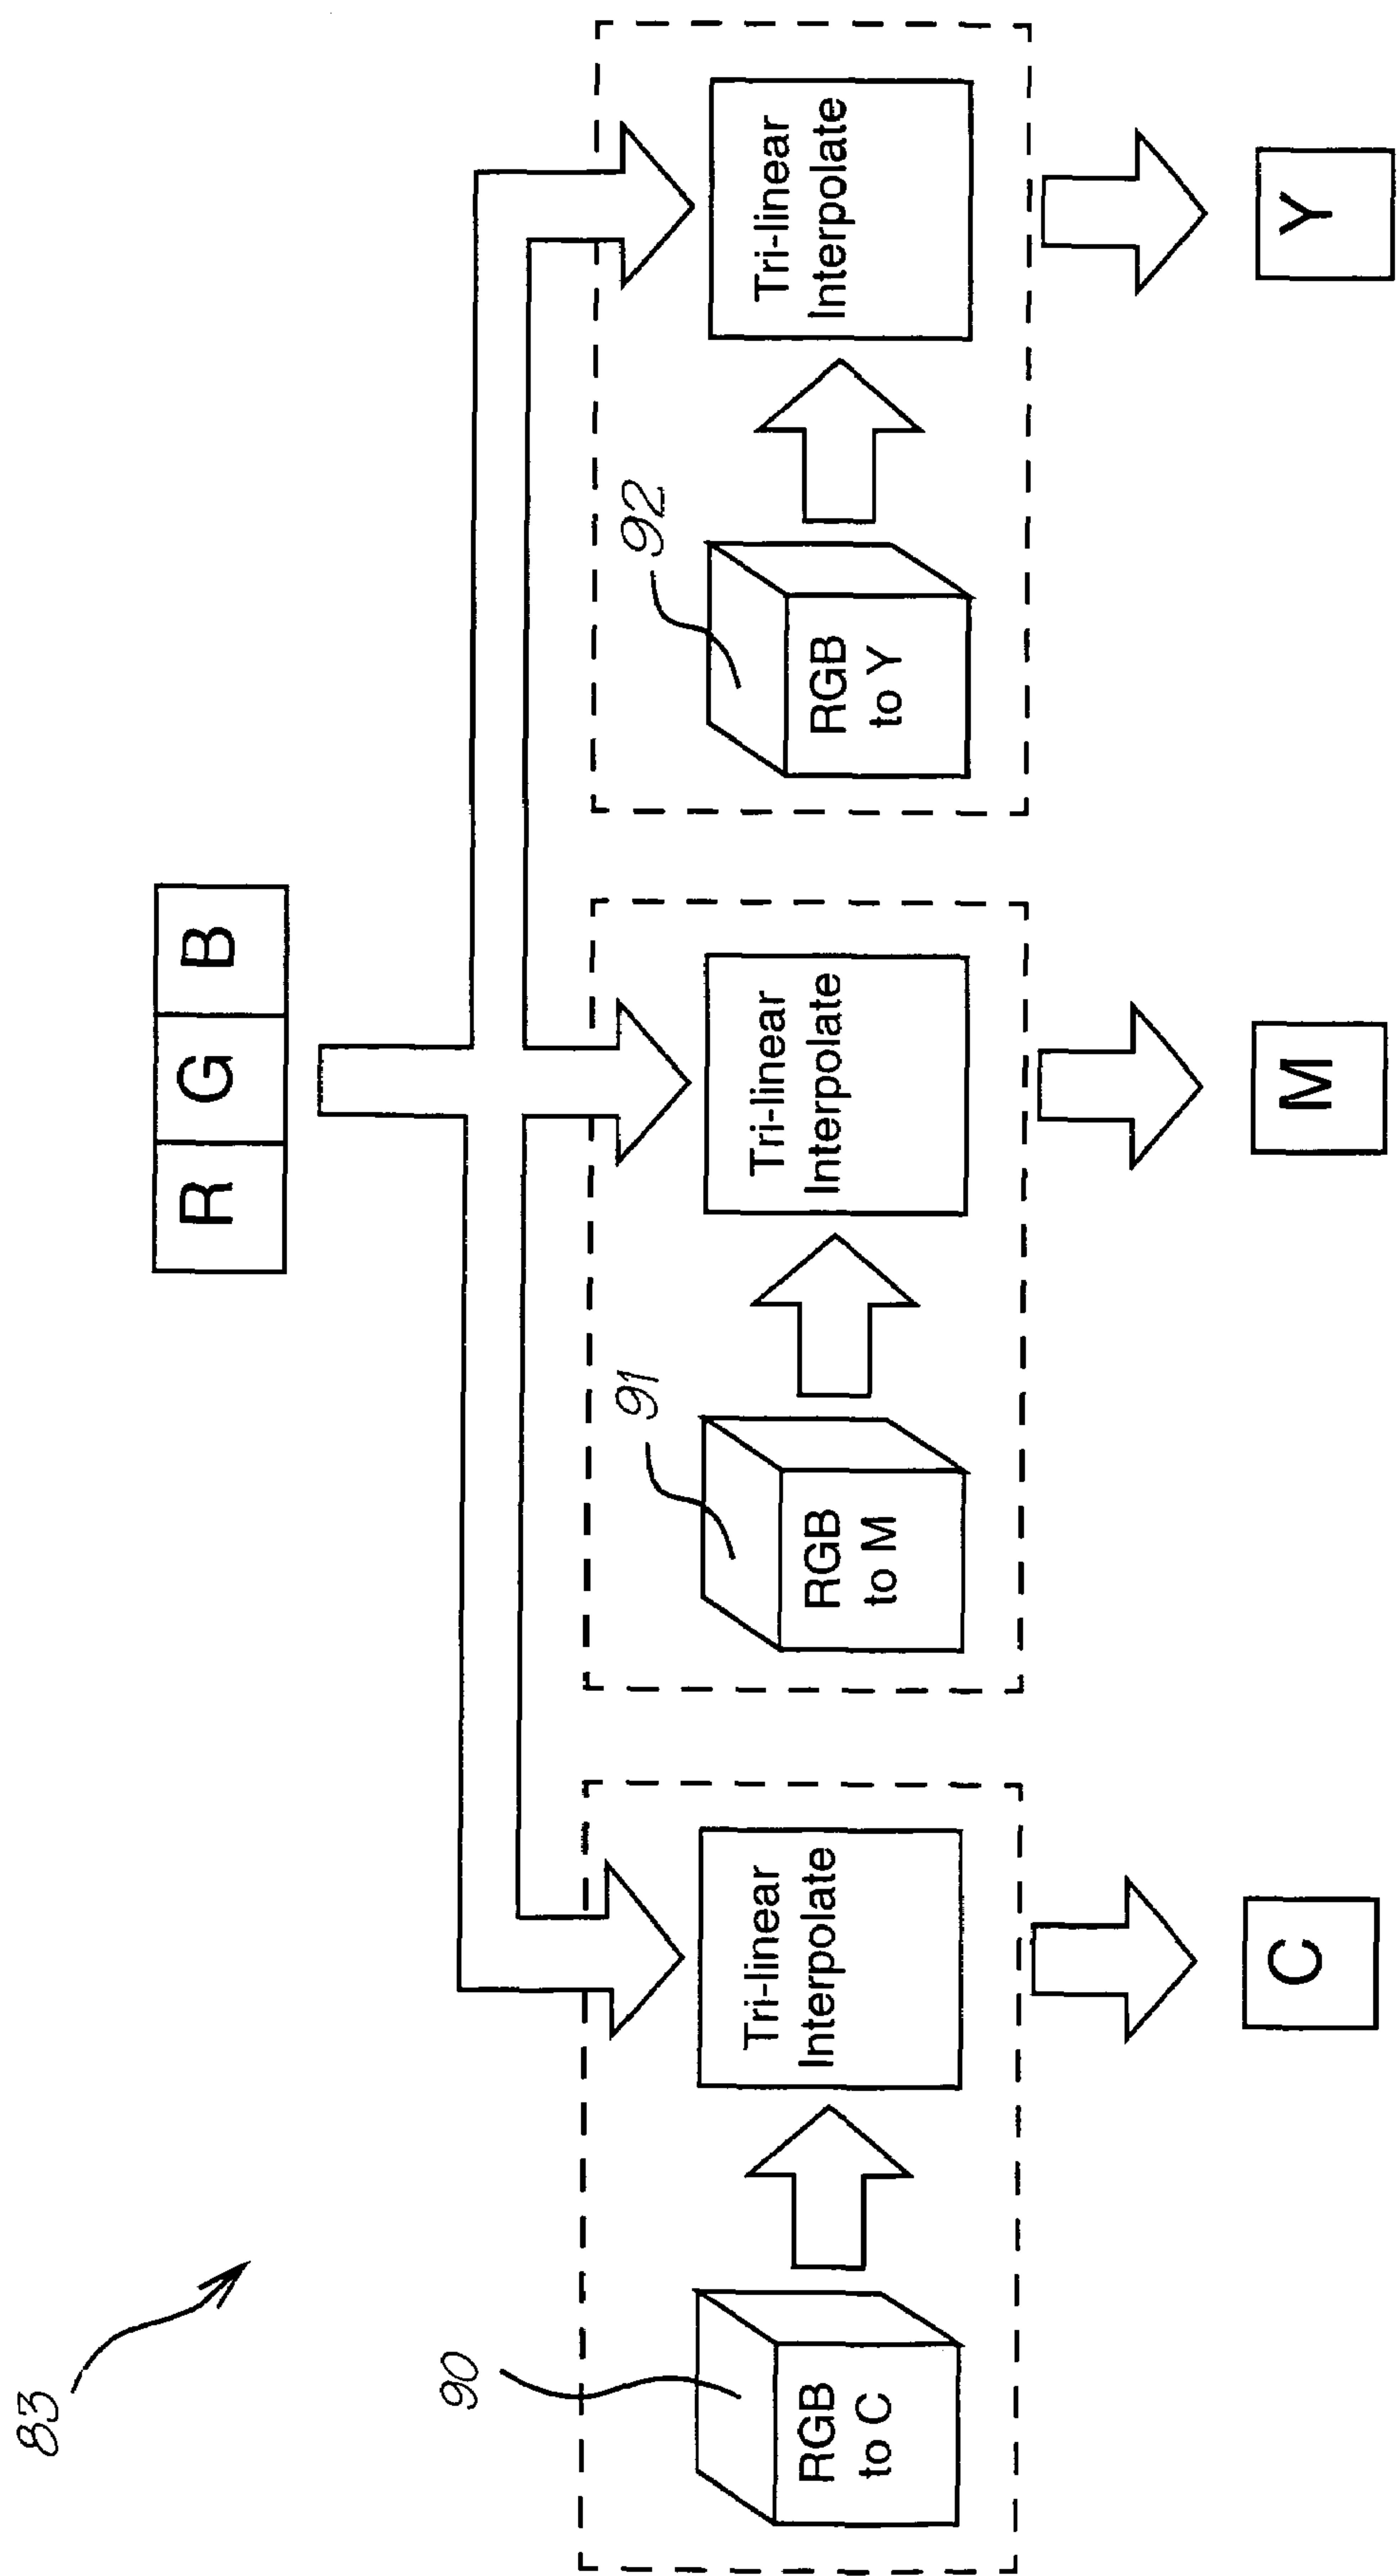 83
R G B
90
91
92
RGB
to C
Tri-linear
Interpolate
RGB
to M
Tri-linear
Interpolate
RGB
to Y
Tri-linear
Interpolate
C
M
Y